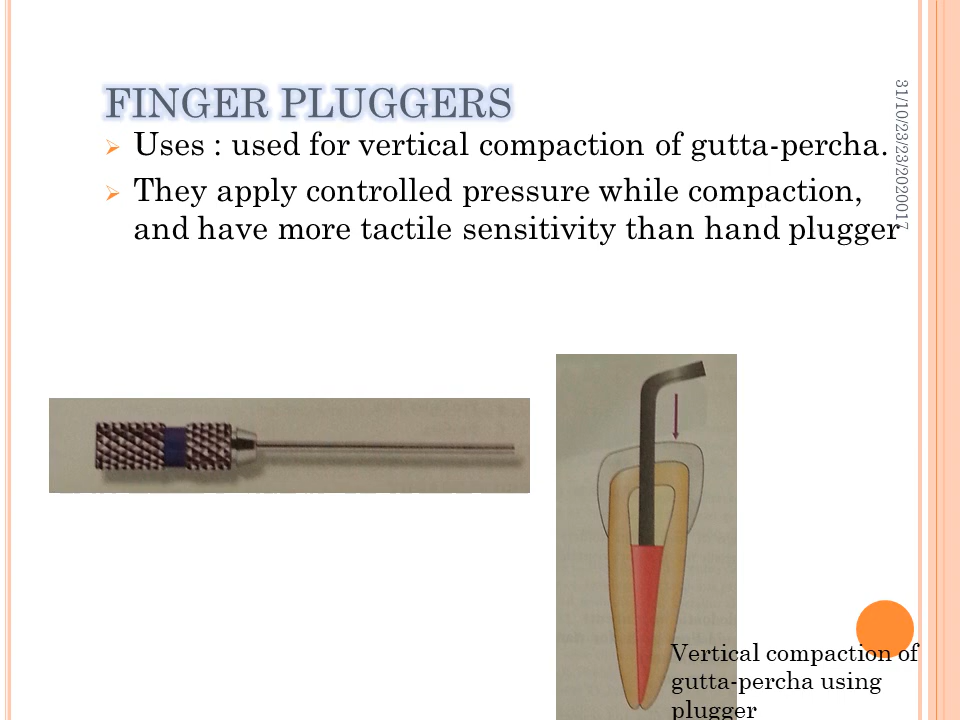 FINGER PLUGGERS
➢ Uses : used for vertical compaction of gutta-percha.
➢ They apply controlled pressure while compaction,
and have more tactile sensitivity than hand plugger
31/10/23/23/2020017
Vertical compaction of
gutta-percha using
plugger